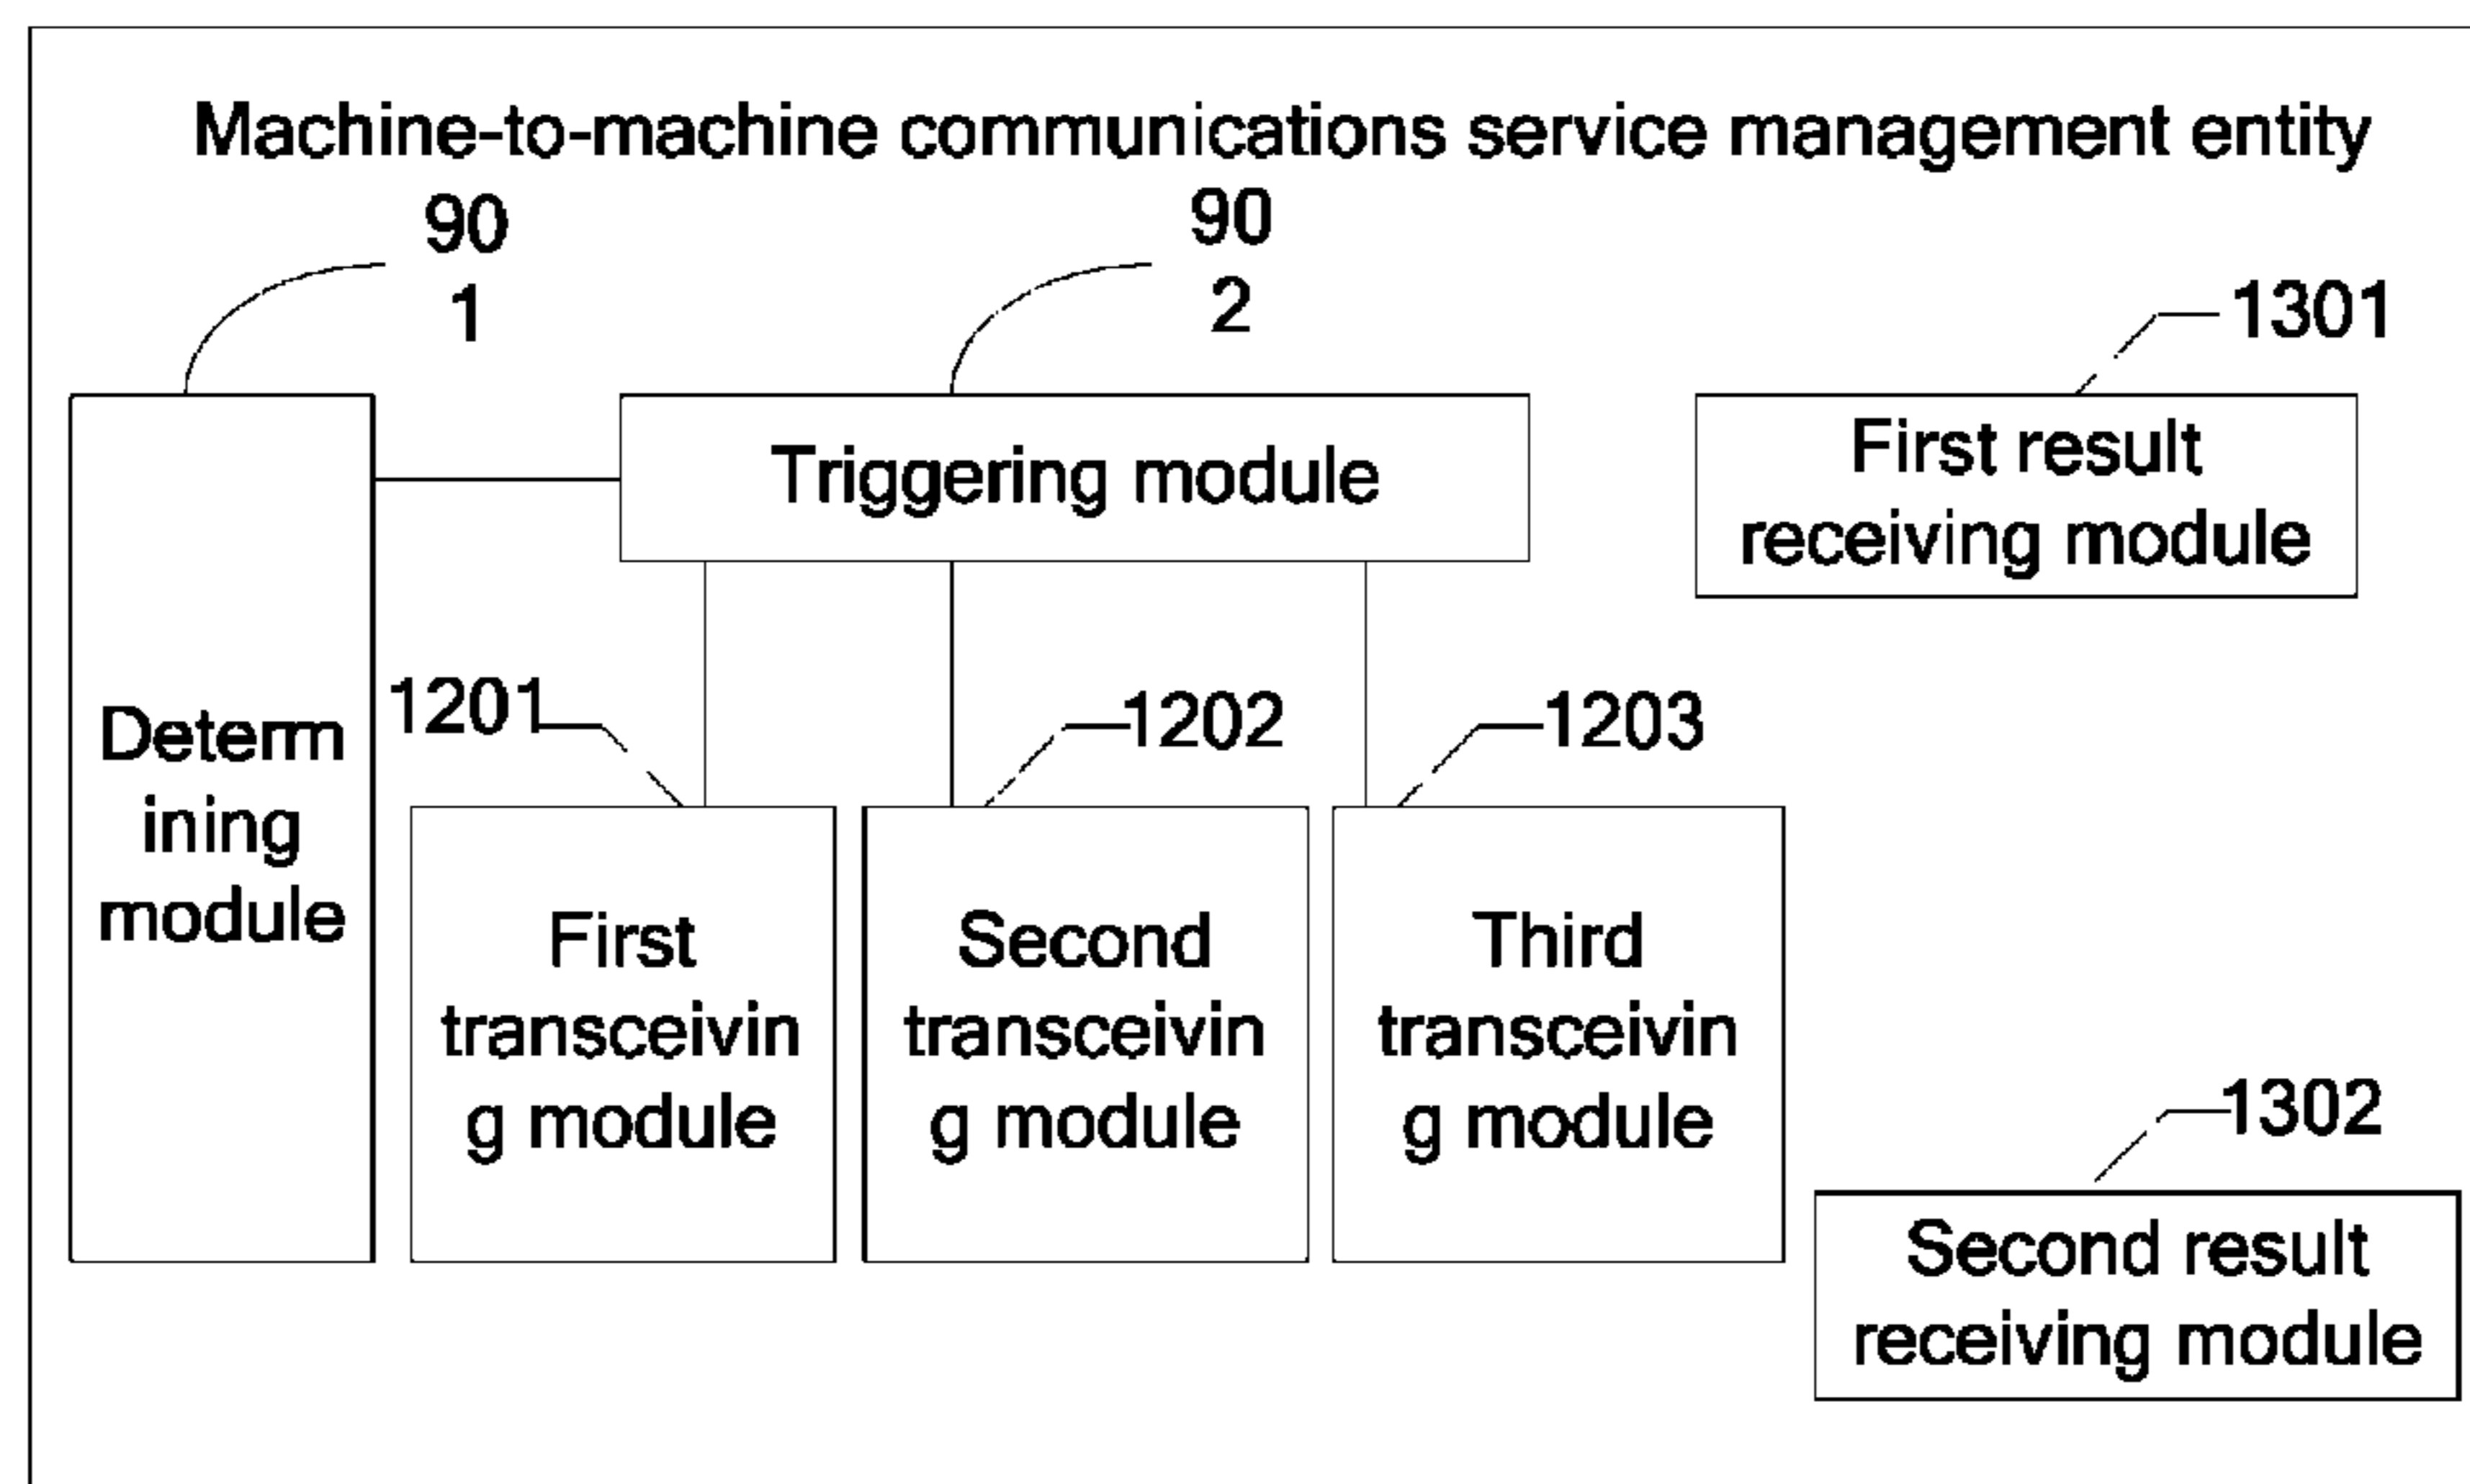 Machine-to-machine communications service management entity
90
1
90
2
1301
Triggering module
First result
receiving module
1201
1202
1203
Determ
ining
module
First
transceivin
g module
Second
transceivin
g module
Third
transceivin
g module
1302
Second result
receiving module